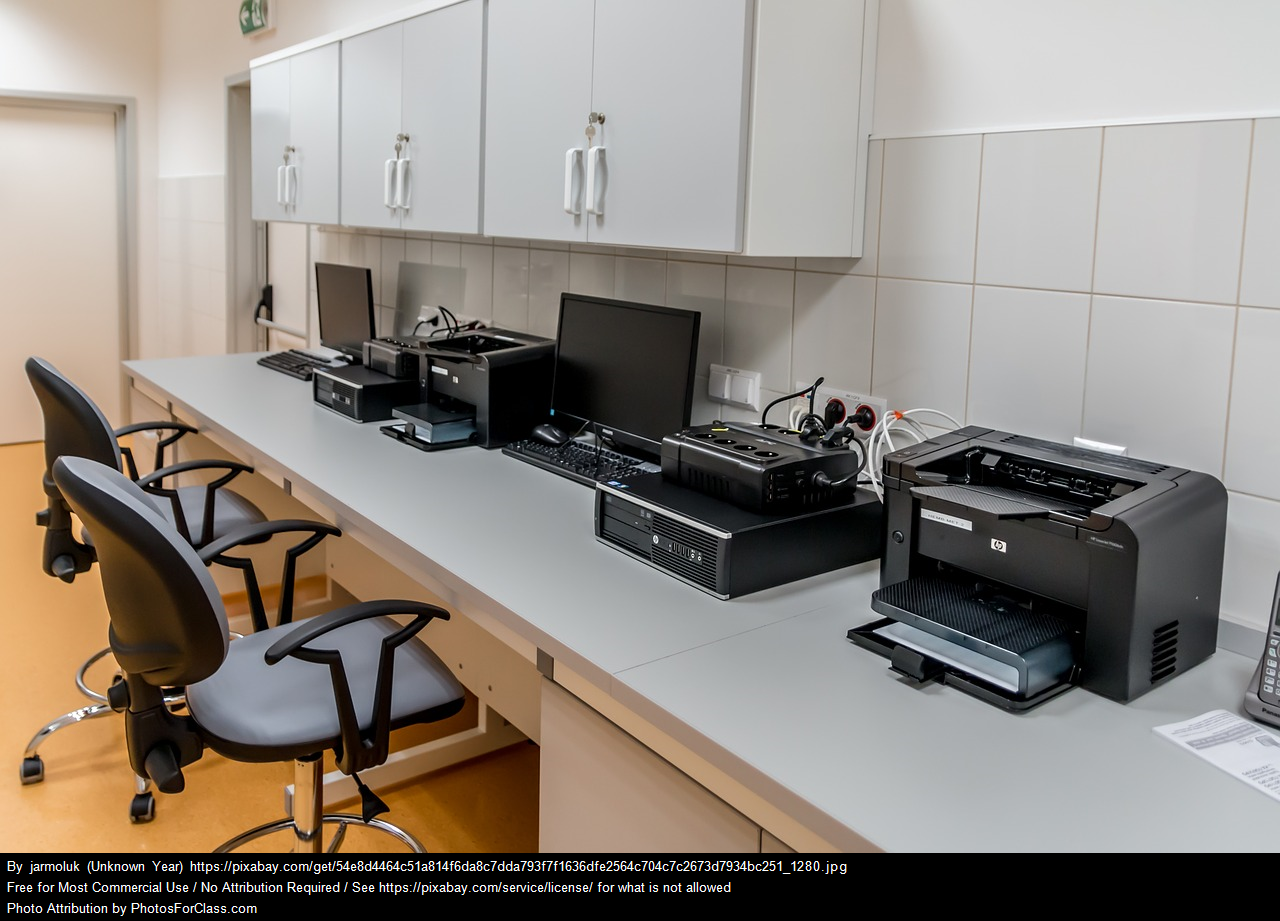 hp
By jarmoluk (Unknown Year) https://pixabay.com/get/54e8d4464c51a814f6da8c7dda793f7f1636dfe2564c704c7c2673d7934bc251_1280.jpg
Free for Most Commercial Use / No Attribution Required / See https://pixabay.com/service/license/ for what is not allowed
Photo Attribution by PhotosForClass.com